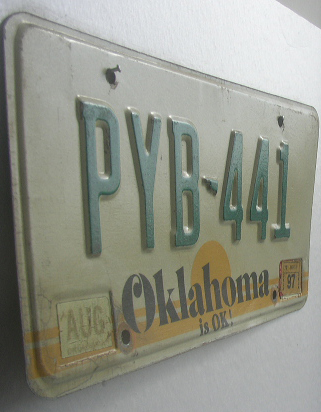 PYB-441
Oklahoma
is OK!
AUG
97